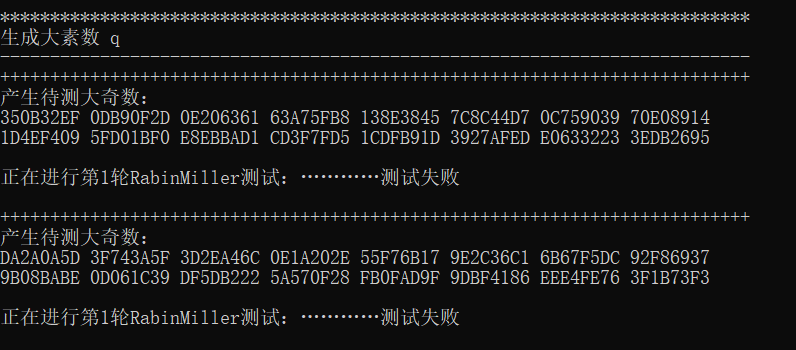 ***************************************************************************
生成大素数 q
---------------------------------------------------------------------------
+++++++++++++++++++++++++++++++++++++++++++++++++++++++++++++++++++++++++++
产生待测大奇数:
350B32EF 0DB90F2D 0E206361 63A75FB8 138E3845 7C8C44D7 0C759039 70E08914
1D4EF409 5FD01BF0 E8EBBAD1 CD3F7FD5 1CDFB91D 3927AFED E0633223 3EDB2695
正在进行第1轮RabinMiller测试: …………测试失败
+++++++++++++++++++++++++++++++++++++++++++++++++++++++++++++++++++++++++++
产生待测大奇数:
DA2A0A5D 3F743A5F 3D2EA46C 0E1A202E 55F76B17 9E2C36C1 6B67F5DC 92F86937
9B08BABE 0D061C39 DF5DB222 5A570F28 FB0FAD9F 9DBF4186 EEE4FE76 3F1B73F3
正在进行第1轮RabinMiller测试: …………测试失败